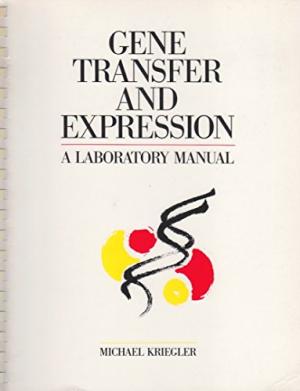 GENE
TRANSFER
AND
EXPRESSION
A LABORATORY MANUAL
MICHAEL KRIEGLER